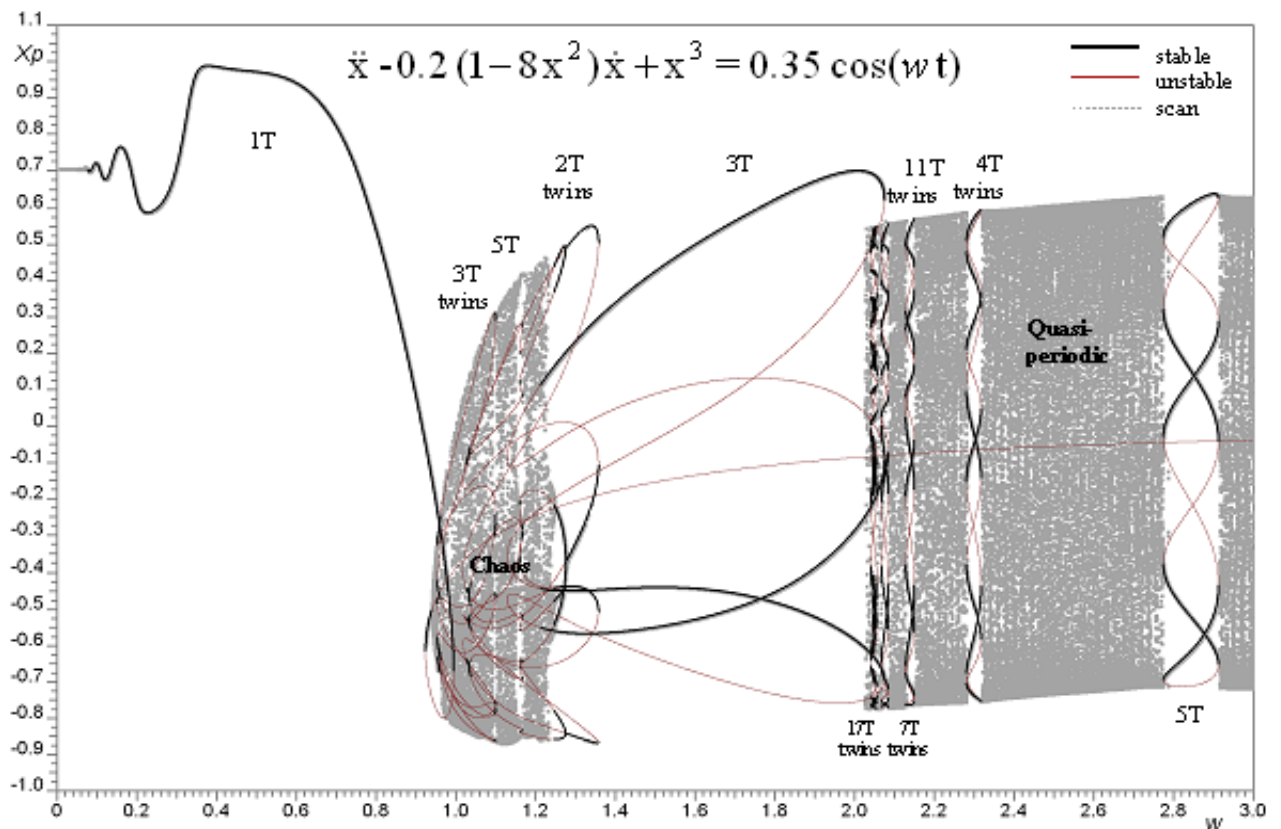 1.1
Xp
ẍ - 0.2 (1 – 8x²)ẋ + x³ = 0.35 cos(wt)
stable
unstable
scan
1.0
0.9
0.8
0.7
0.6
0.5
0.4
0.3
0.2
0.1
0
-0.1
-0.2
-0.3
-0.4
-0.5
-0.6
-0.7
-0.8
-0.9
-1.0
1T
2T
twins
3T
11T
twins
4T
twins
5T
3T
twins
Quasi-
periodic
Chaos
17T
twins
7T
twins
5T
0 0.2 0.4 0.6 0.8 1.0 1.2 1.4 1.6 1.8 2.0 2.2 2.4 2.6 2.8 3.0
w